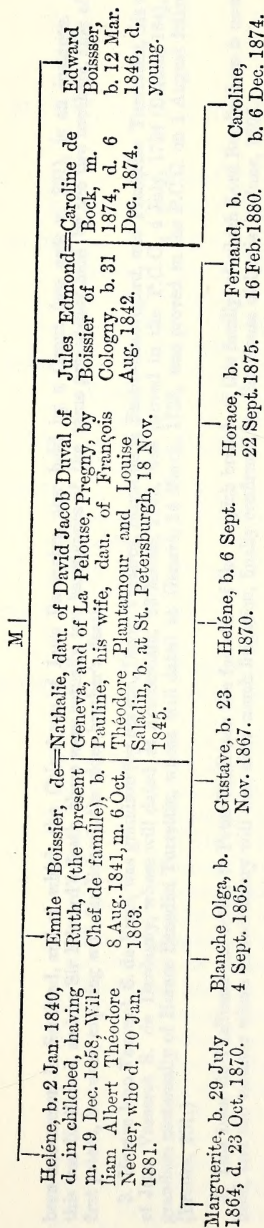 M
Heléne, b. 2 Jan. 1840,
d. in childbed, having
m. 19 Dec. 1858, Wil-
liam Albert Théodore
Necker, who d. 10 Jan.
1881.
Emile Boissier, de
Ruth, (the present
Chef de famille), b.
8 Aug. 1841, m. 6 Oct.
1863.
=Nathalie, dau. of David Jacob Duval of
Geneva, and of La Pelouse, Pregny, by
Pauline, his wife, dau. of François
Théodore Plantamour and Louise
Saladin, b. at St. Petersburgh, 18 Nov.
1845.
Jules Edmond
Boissier of
Cologny, b. 31
Aug. 1842.
=Caroline de
Bock, m.
1874, d. 6
Dec. 1874.
Edward
Boissser,
b. 12 Mar.
1846, d.
young.
Marguerite, b. 29 July
1864, d. 23 Oct. 1870.
Blanche Olga, b.
4 Sept. 1865.
Gustave, b. 23
Nov. 1867.
Heléne, b. 6 Sept.
1870.
Horace, b.
22 Sept. 1875.
Fernand, b.
16 Feb. 1880.
Caroline,
b. 6 Dec. 1874.